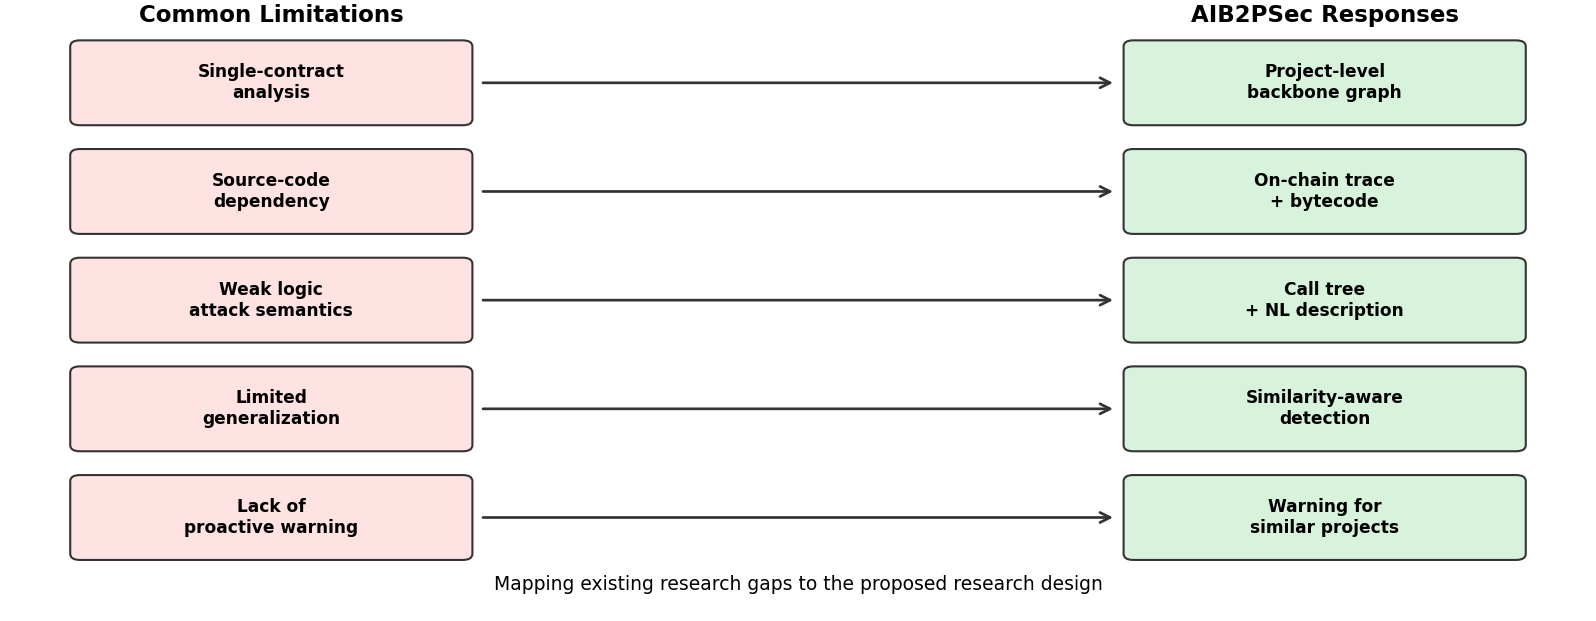 Common Limitations
AIB2PSec Responses
Single-contract
analysis
Project-level
backbone graph
Source-code
dependency
On-chain trace
+ bytecode
Weak logic
attack semantics
Call tree
+ NL description
Limited
generalization
Similarity-aware
detection
Lack of
proactive warning
Warning for
similar projects
Mapping existing research gaps to the proposed research design